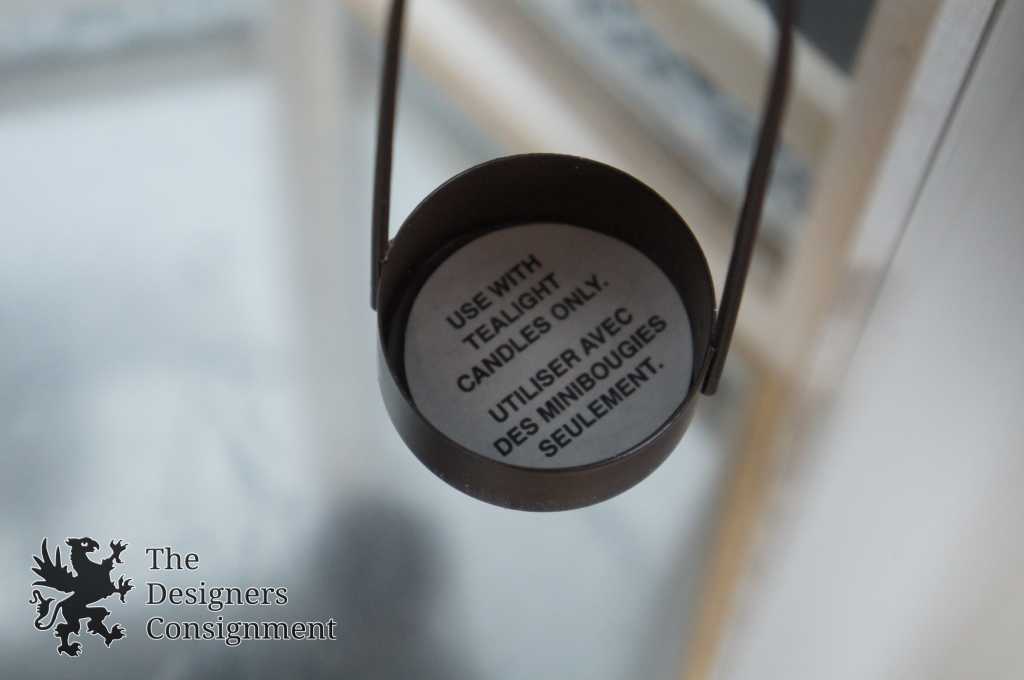 USE WITH
TEALIGHT
CANDLES ONLY.
UTILISER AVEC
DES MINIBOUGIES
SEULEMENT.
The
Designers
Consignment